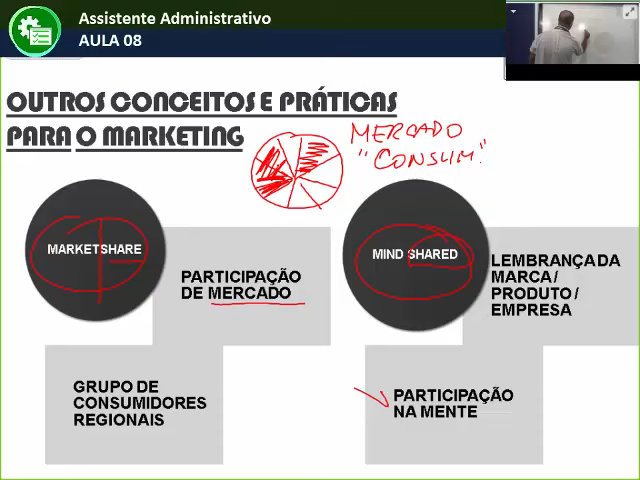 Assistente Administrativo
AULA 08
OUTROS CONCEITOS E PRÁTICAS
PARA O MARKETING
MERCADO
"CONSUM."
MARKETSHARE
PARTICIPAÇÃO
DE MERCADO
GRUPO DE
CONSUMIDORES
REGIONAIS
MIND SHARED
LEMBRANÇA DA
MARCA /
PRODUTO /
EMPRESA
PARTICIPAÇÃO
NA MENTE